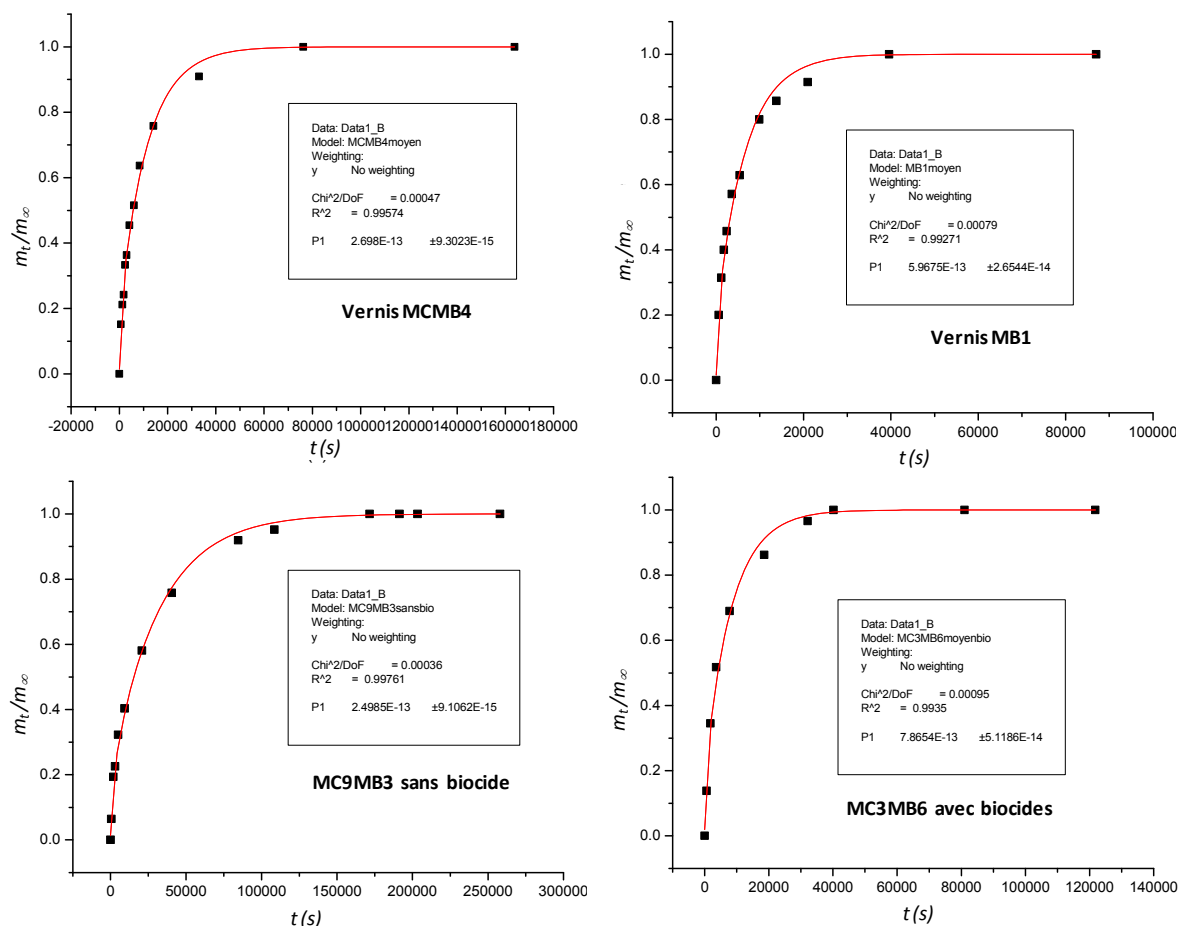 1.0
0.8
0.6
0.4
0.2
0.0
mt/m∞
Data: Data1_B
Model: MCMB4moyen
Weighting:
y No weighting
Chi^2/DoF = 0.00047
R^2 = 0.99574
P1 2.698E-13 ±9.3023E-15
Vernis MCMB4
-20000 0 20000 40000 60000 80000 100000 120000 140000 160000 180000
t (s)
1.0
0.8
0.6
0.4
0.2
0.0
mt/m∞
Data: Data1_B
Model: MB1moyen
Weighting:
y No weighting
Chi^2/DoF = 0.00079
R^2 = 0.99271
P1 5.9675E-13 ±2.6544E-14
Vernis MB1
0 20000 40000 60000 80000 100000
t (s)
1.0
0.8
0.6
0.4
0.2
0.0
mt/m∞
Data: Data1_B
Model: MC9MB3sansbio
Weighting:
y No weighting
Chi^2/DoF = 0.00036
R^2 = 0.99761
P1 2.4985E-13 ±9.1062E-15
MC9MB3 sans biocide
0 50000 100000 150000 200000 250000 300000
t (s)
1.0
0.8
0.6
0.4
0.2
0.0
mt/m∞
Data: Data1_B
Model: MC3MB6moyenbio
Weighting:
y No weighting
Chi^2/DoF = 0.00095
R^2 = 0.9935
P1 7.8654E-13 ±5.1186E-14
MC3MB6 avec biocides
0 20000 40000 60000 80000 100000 120000 140000
t (s)